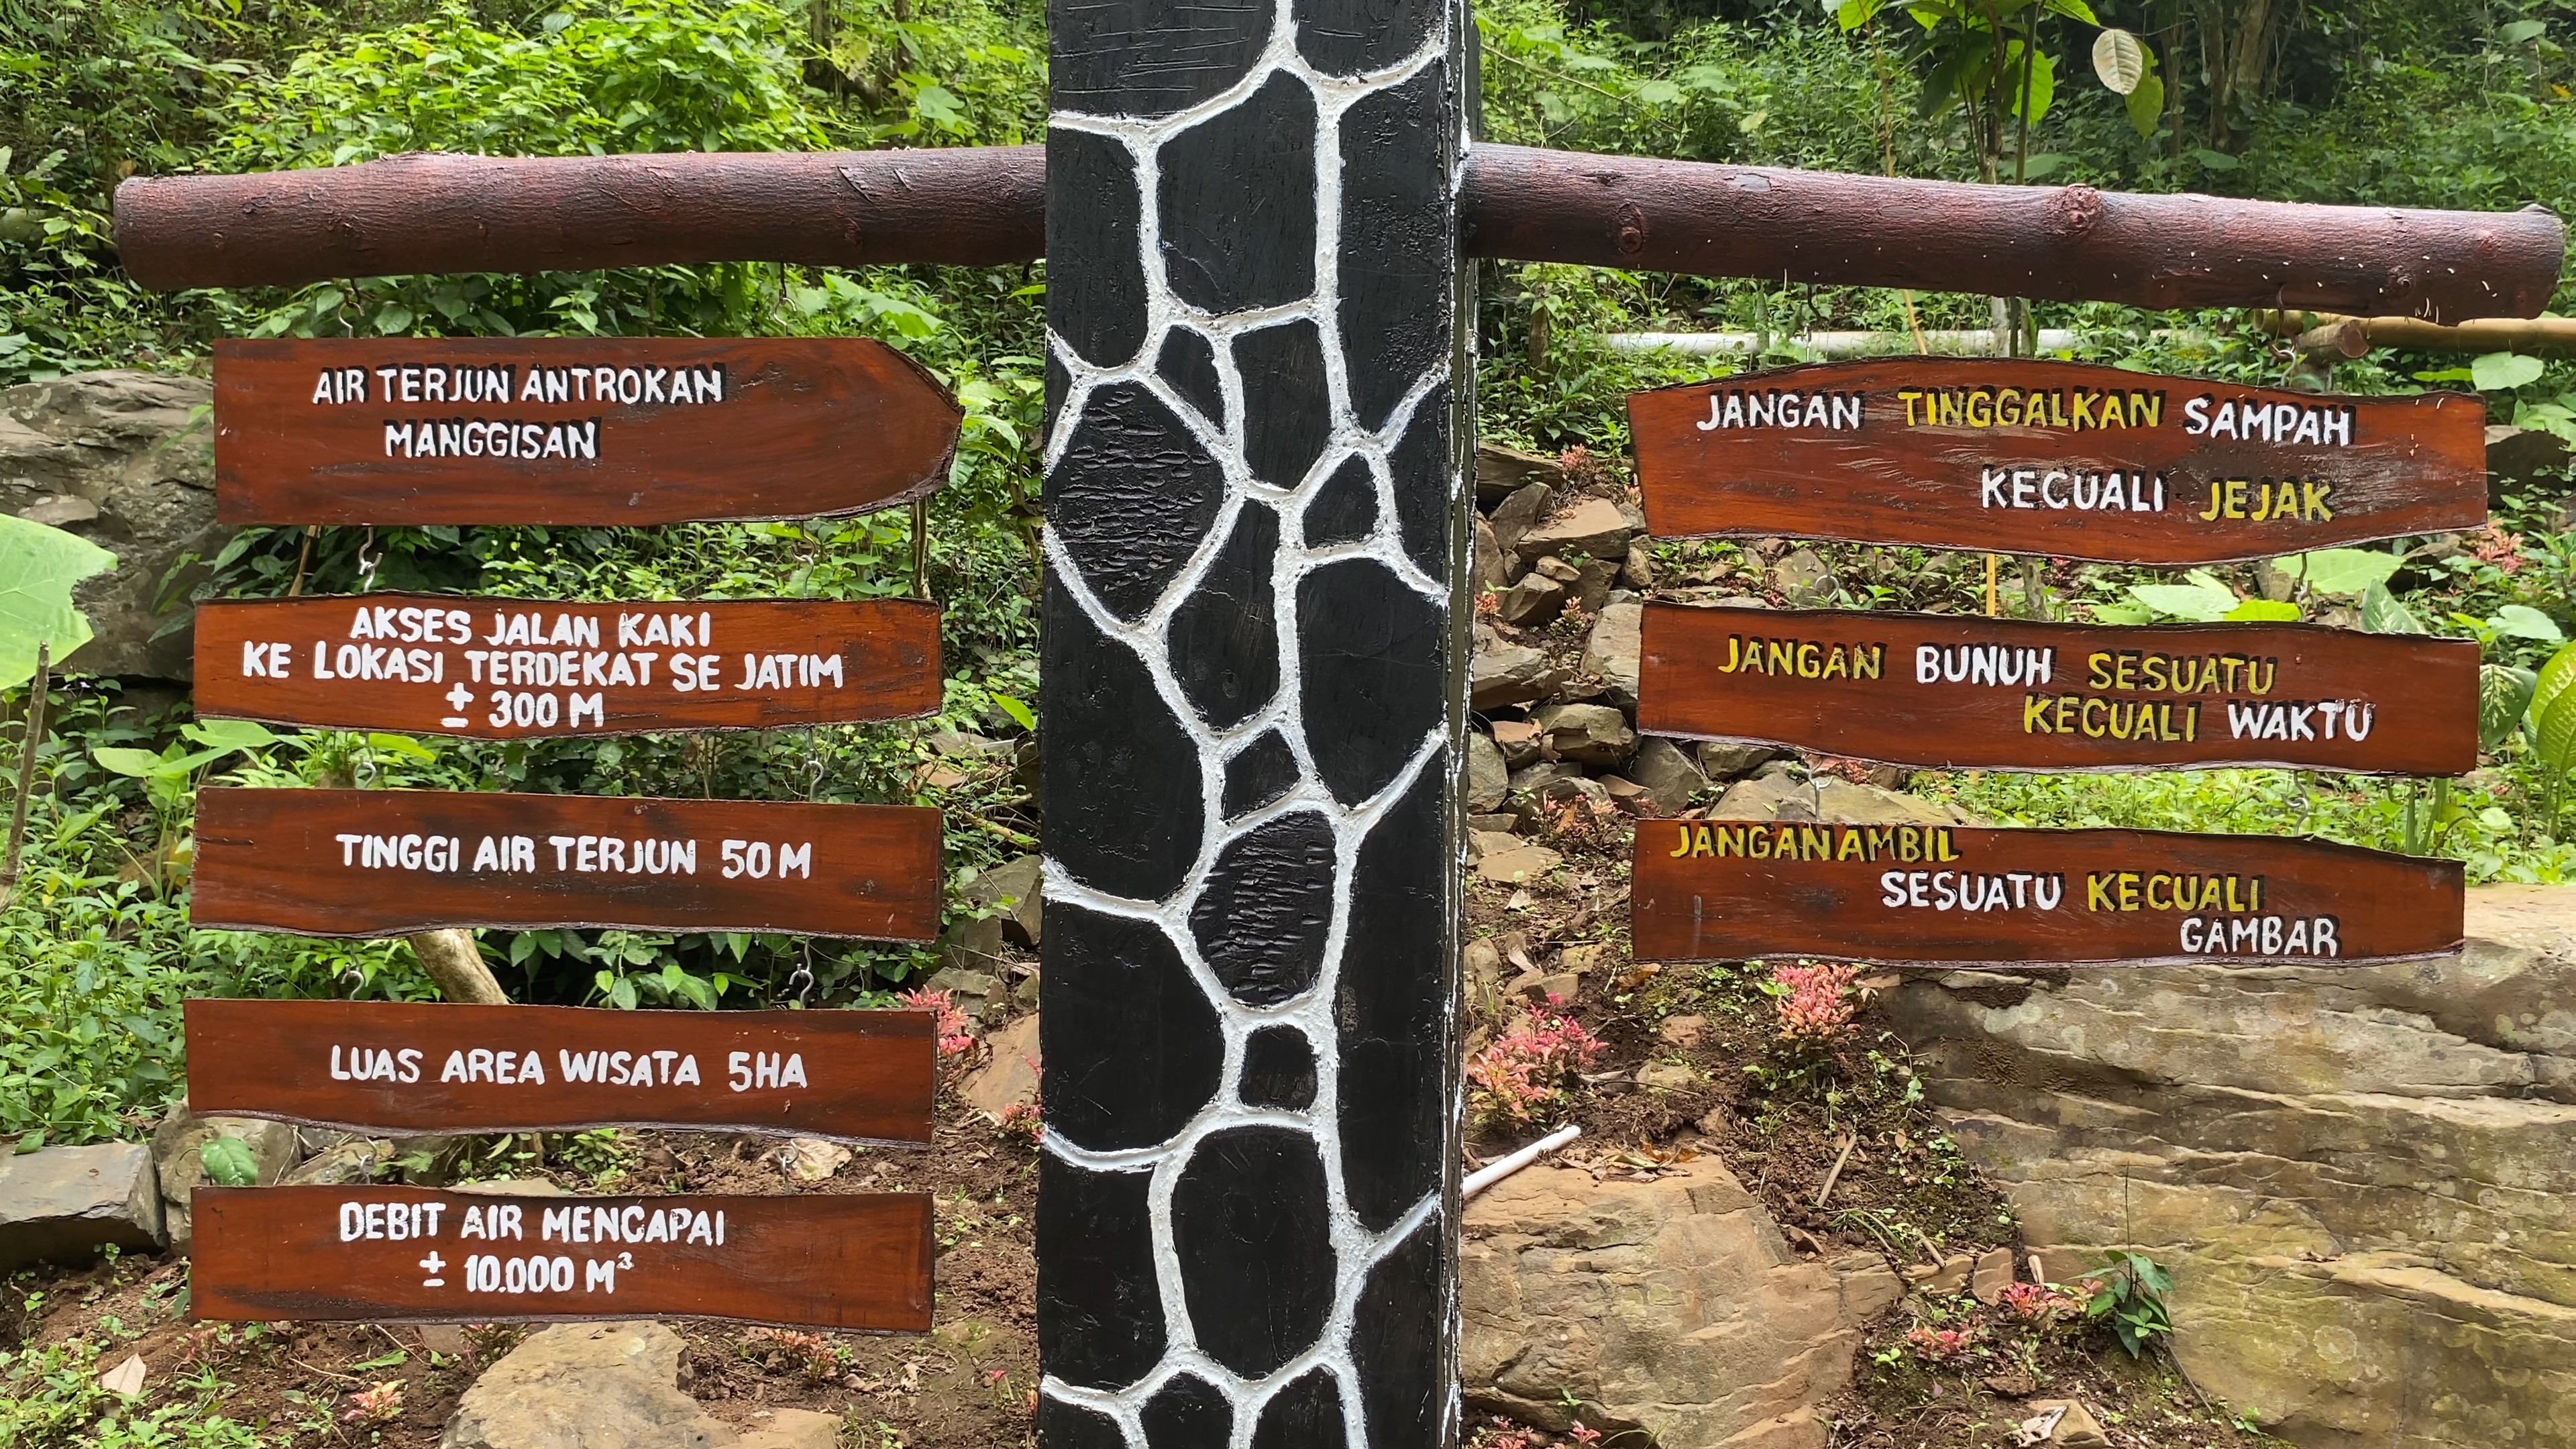 AIR TERJUN ANTROKAN
MANGGISAN
AKSES JALAN KAKI
KE LOKASI TERDEKAT SE JATIM
± 300 M
TINGGI AIR TERJUN 50 M
LUAS AREA WISATA 5HA
DEBIT AIR MENCAPAI
± 10.000 M³
JANGAN TINGGALKAN SAMPAH
KECUALI JEJAK
JANGAN BUNUH SESUATU
KECUALI WAKTU
JANGAN AMBIL
SESUATU KECUALI
GAMBAR